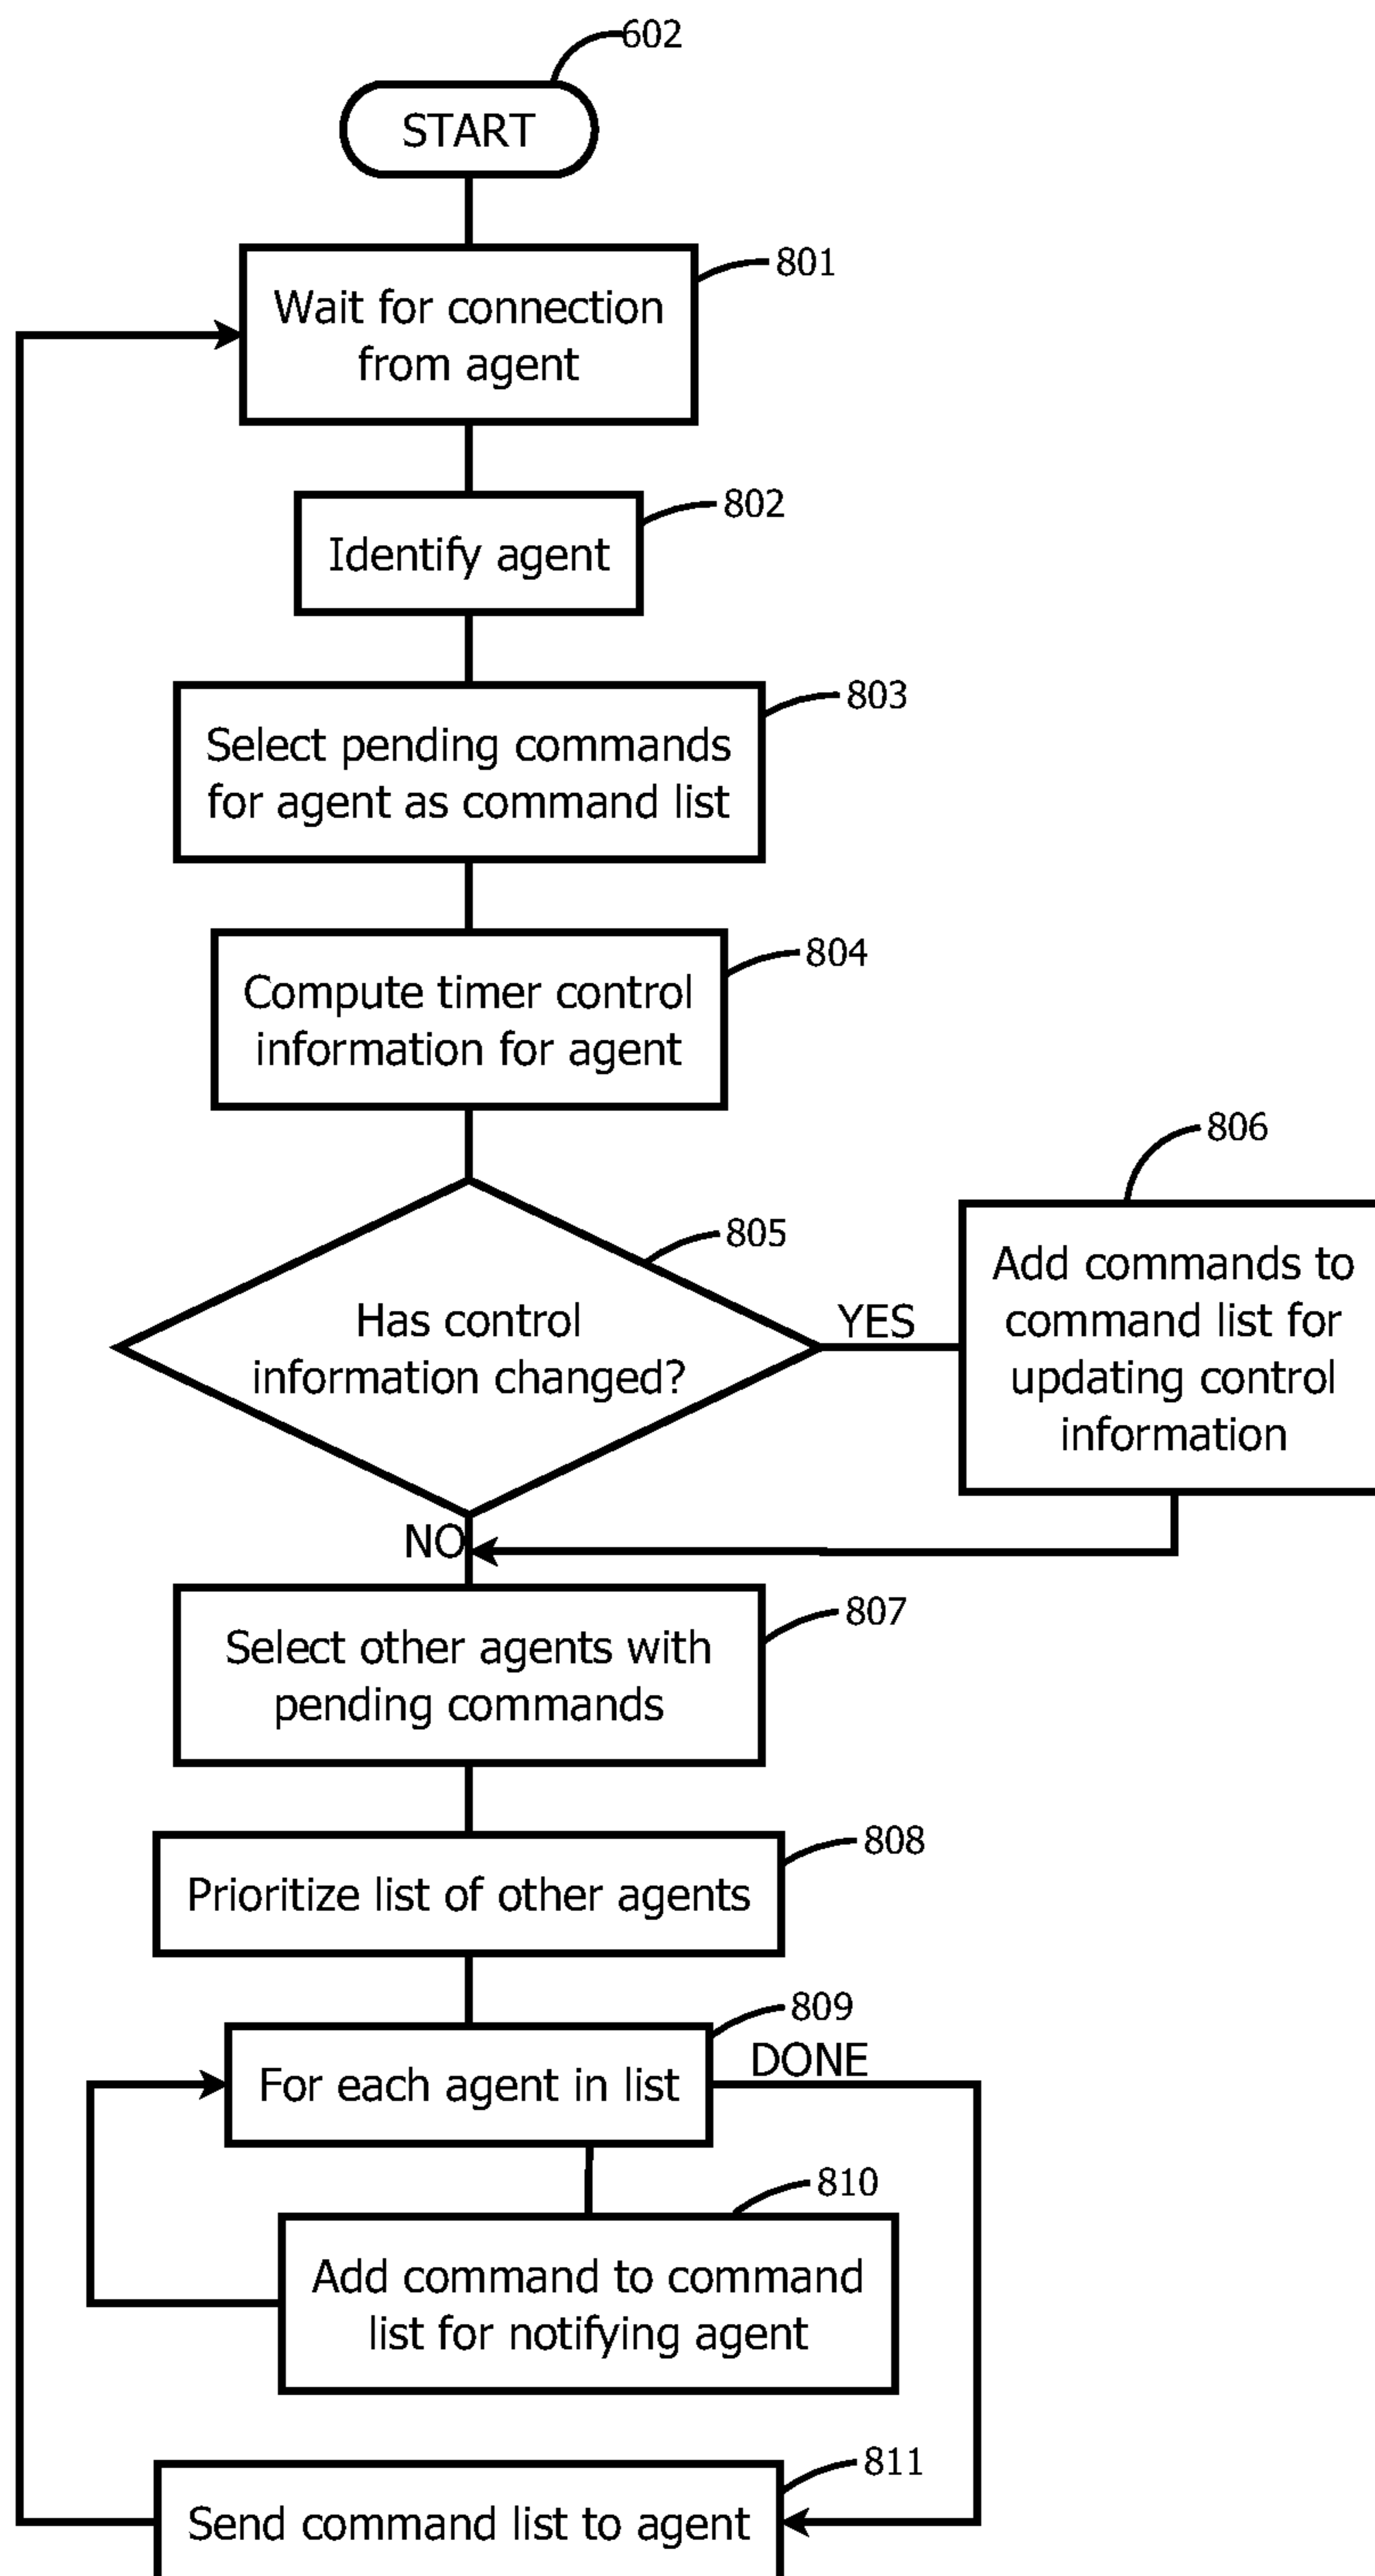 602
START
801
Wait for connection
from agent
802
Identify agent
803
Select pending commands
for agent as command list
804
Compute timer control
information for agent
805
Has control
information changed?
YES
806
Add commands to
command list for
updating control
information
NO
807
Select other agents with
pending commands
808
Prioritize list of other agents
809
For each agent in list
DONE
810
Add command to command
list for notifying agent
811
Send command list to agent